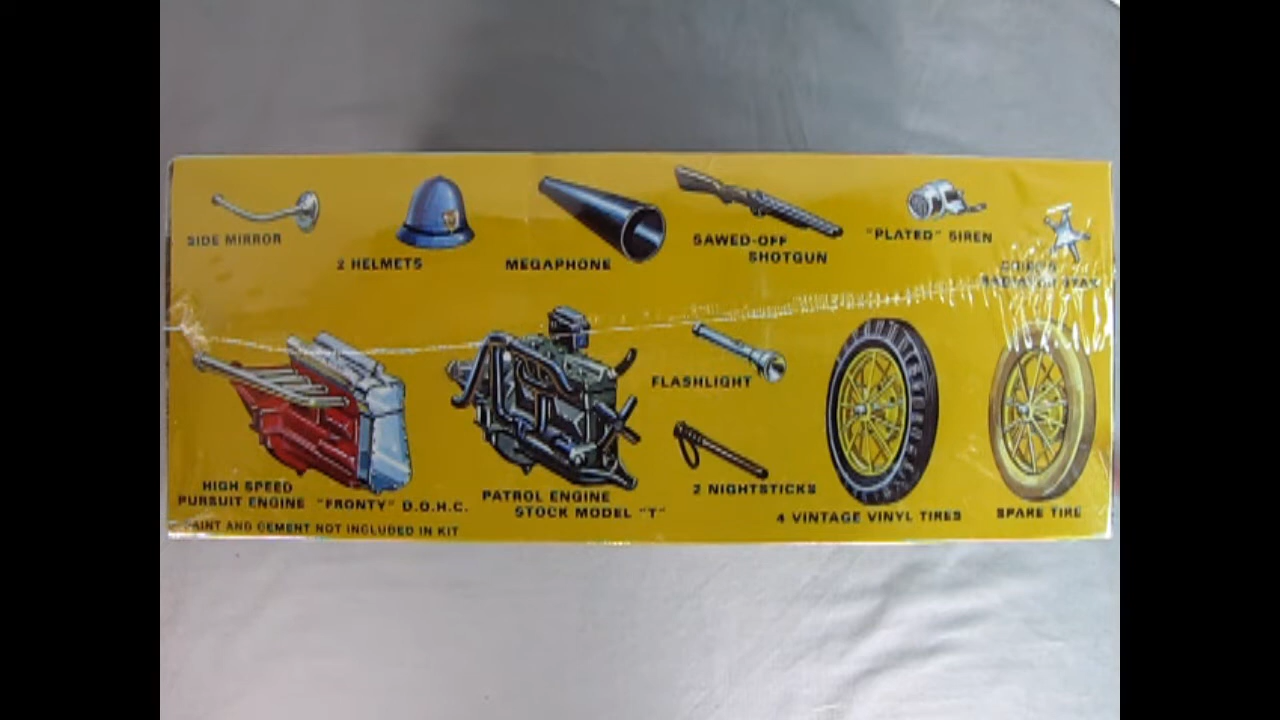 SIDE MIRROR
2 HELMETS
MEGAPHONE
SAWED-OFF
SHOTGUN
"PLATED" SIREN
FLASHLIGHT
HIGH SPEED
PURSUIT ENGINE "FRONTY" D.O.H.C.
PATROL ENGINE
STOCK MODEL "T"
2 NIGHTSTICKS
4 VINTAGE VINYL TIRES
SPARE TIRE
PAINT AND CEMENT NOT INCLUDED IN KIT